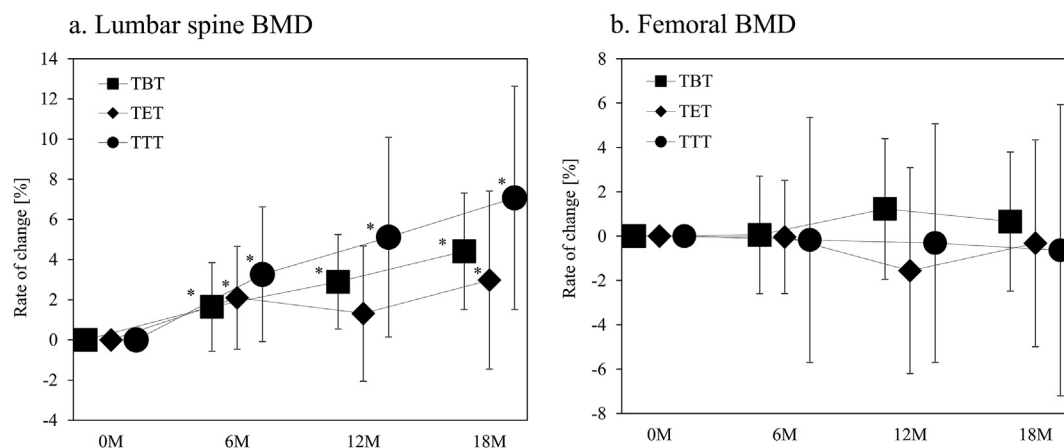 a. Lumbar spine BMD
Rate of change [%]
14
12
10
8
6
4
2
0
-2
-4
TBT
TET
TTT
*
*
*
*
*
*
*
*
0M
6M
12M
18M
b. Femoral BMD
Rate of change [%]
8
6
4
2
0
-2
-4
-6
-8
TBT
TET
TTT
0M
6M
12M
18M